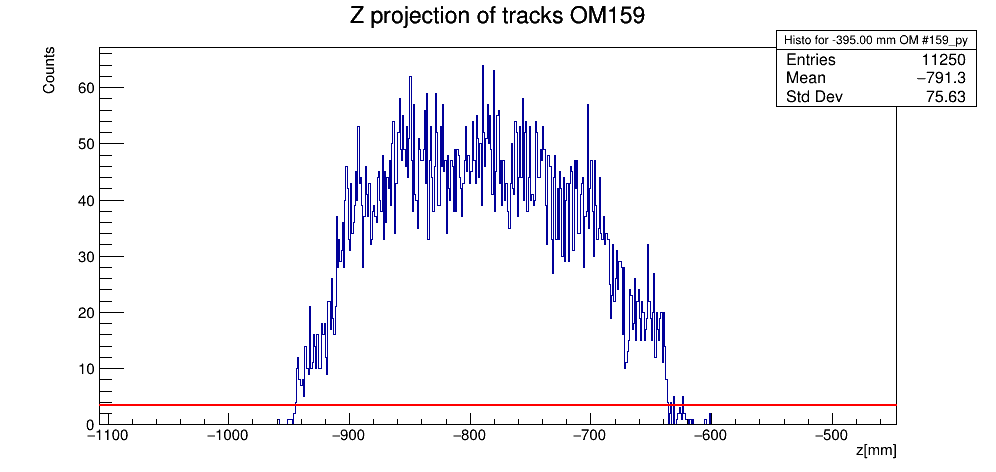 Z projection of tracks OM159
Histo for -395.00 mm OM #159_py
Entries 11250
Mean −791.3
Std Dev 75.63
Counts
60
50
40
30
20
10
0
−1100 −1000 −900 −800 −700 −600 −500
z[mm]